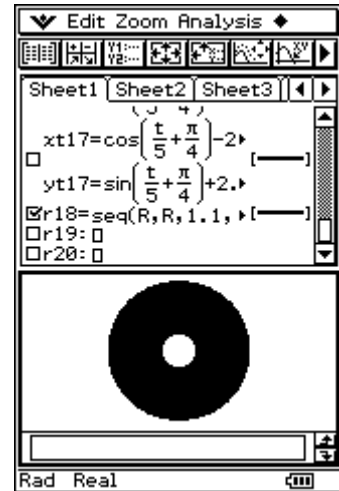 Edit Zoom Analysis ◆
Sheet1 Sheet2 Sheet3
xt17=cos(t/5+π/4)-2▸
yt17=sin(t/5+π/4)+2.▸
r18=seq(R,R,1.1,▸
r19:▯
r20:▯
Rad Real